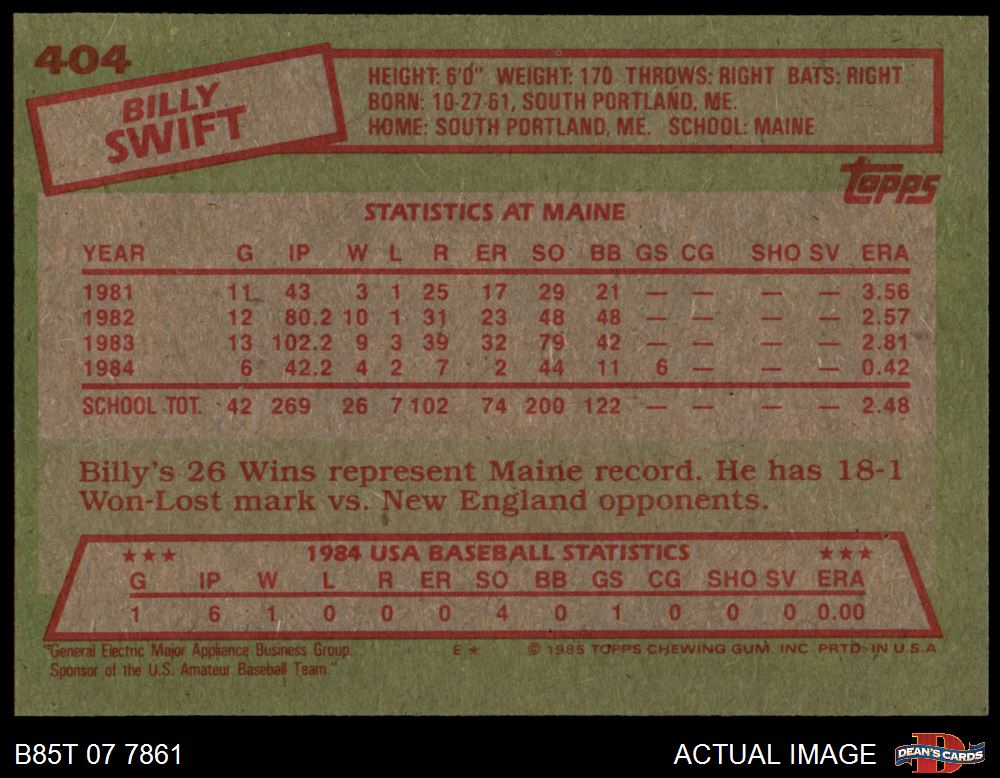 404
BILLY
SWIFT
HEIGHT: 6'0" WEIGHT: 170 THROWS: RIGHT BATS: RIGHT
BORN: 10-27-61, SOUTH PORTLAND, ME.
HOME: SOUTH PORTLAND, ME. SCHOOL: MAINE
topps
STATISTICS AT MAINE
YEAR G IP W L R ER SO BB GS CG SHO SV ERA
1981 11 43 3 1 25 17 29 21 — — — — 3.56
1982 12 80.2 10 1 31 23 48 48 — — — — 2.57
1983 13 102.2 9 3 39 32 79 42 — — — — 2.81
1984 6 42.2 4 2 7 2 44 11 6 — — — 0.42
SCHOOL TOT. 42 269 26 7 102 74 200 122 — — — — 2.48
Billy's 26 Wins represent Maine record. He has 18-1
Won-Lost mark vs. New England opponents.
★★★ 1984 USA BASEBALL STATISTICS ★★★
G IP W L R ER SO BB GS CG SHO SV ERA
1 6 1 0 0 0 4 0 1 0 0 0 0.00
"General Electric Major Appliance Business Group. E ★ © 1985 TOPPS CHEWING GUM, INC. PRTD. IN U.S.A.
Sponsor of the U.S. Amateur Baseball Team."
B85T 07 7861 ACTUAL IMAGE D DEAN'S CARDS